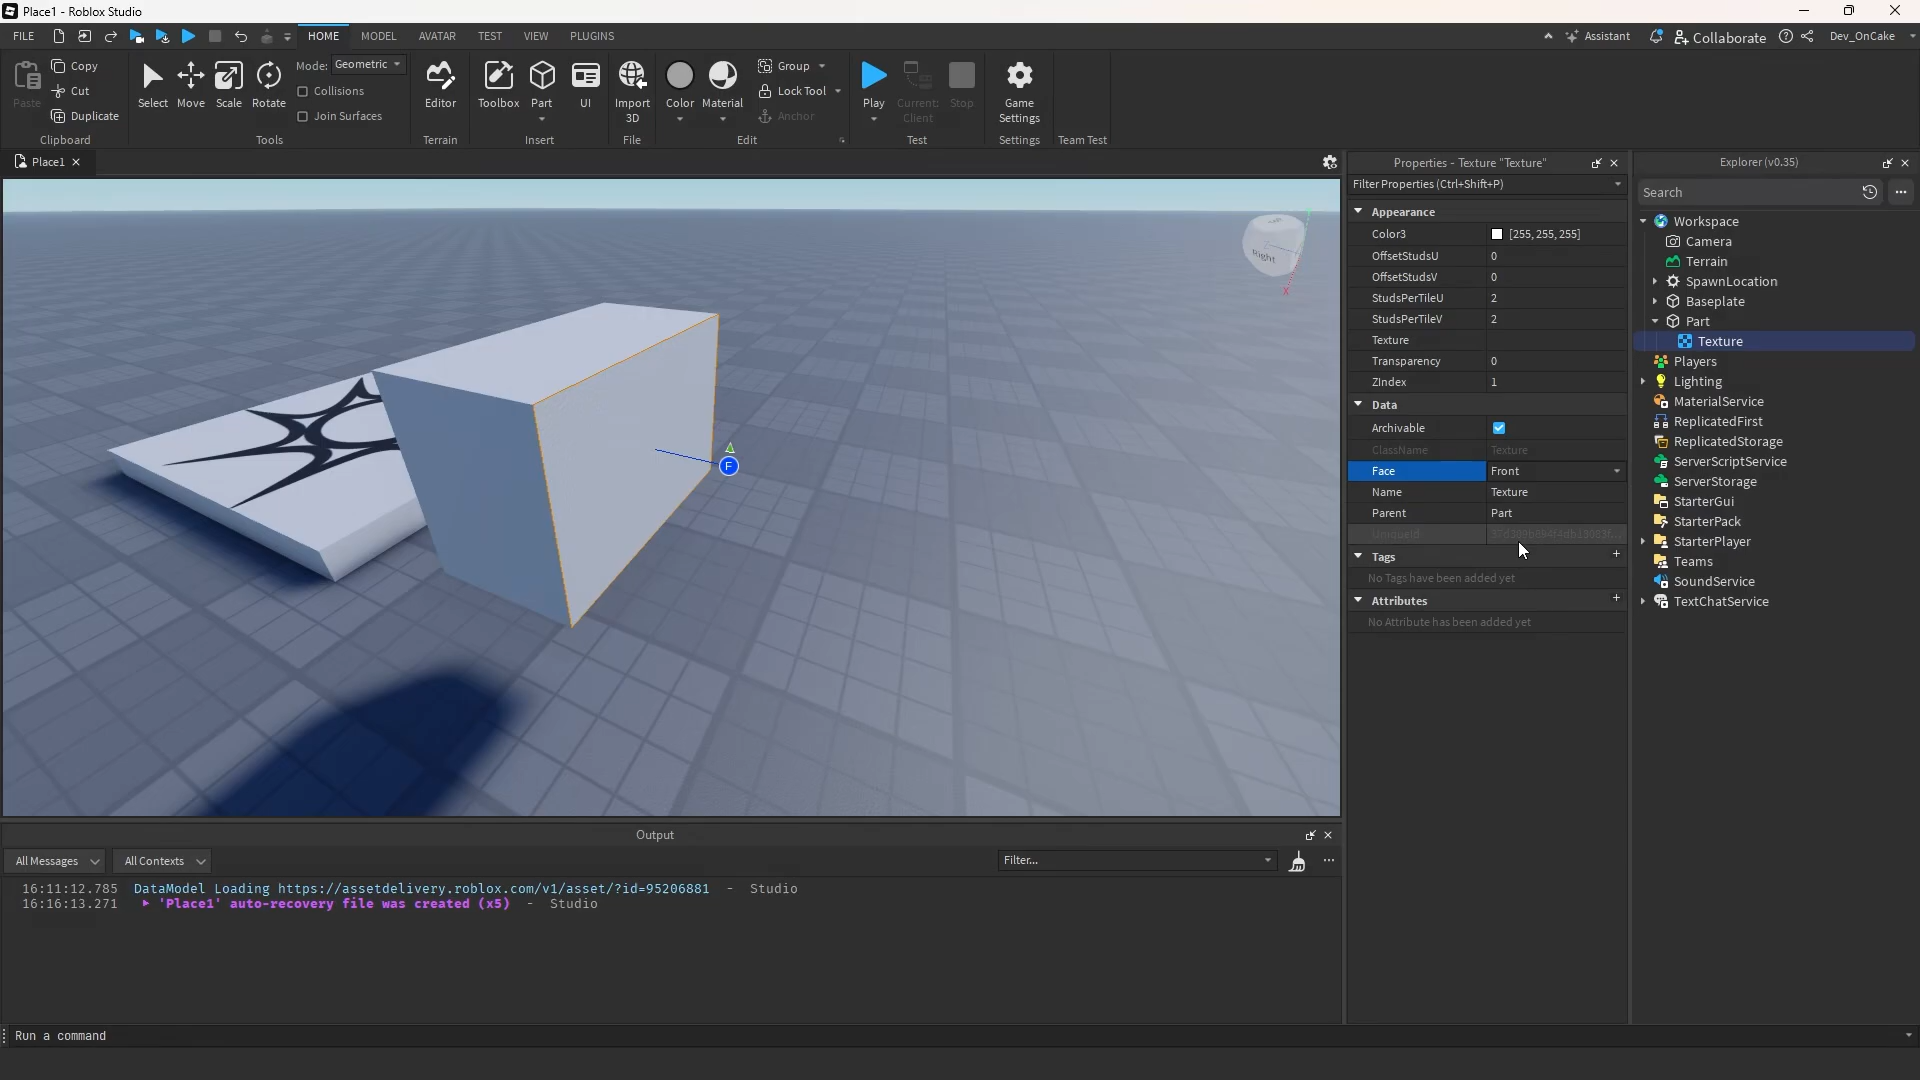 Place1 - Roblox Studio
FILE HOME MODEL AVATAR TEST VIEW PLUGINS Assistant Collaborate Dev_OnCake
Paste
Copy
Cut
Duplicate
Clipboard
Select Move Scale Rotate
Mode: Geometric
Collisions
Join Surfaces
Tools
Editor
Terrain
Toolbox Part UI
Insert
Import
3D
File
Color Material
Group
Lock Tool
Anchor
Edit
Play Current: Stop
Client
Test
Game
Settings
Settings
Team Test
Place1
Right
X
F
Properties - Texture "Texture"
Filter Properties (Ctrl+Shift+P)
Appearance
Color3 [255, 255, 255]
OffsetStudsU 0
OffsetStudsV 0
StudsPerTileU 2
StudsPerTileV 2
Texture
Transparency 0
ZIndex 1
Data
Archivable
ClassName Texture
Face Front
Name Texture
Parent Part
UniqueId
Tags +
No Tags have been added yet
Attributes +
No Attribute has been added yet
Explorer (v0.35)
Search
Workspace
Camera
Terrain
SpawnLocation
Baseplate
Part
Texture
Players
Lighting
MaterialService
ReplicatedFirst
ReplicatedStorage
ServerScriptService
ServerStorage
StarterGui
StarterPack
StarterPlayer
Teams
SoundService
TextChatService
Output
All Messages All Contexts Filter...
16:11:12.785 DataModel Loading https://assetdelivery.roblox.com/v1/asset/?id=95206881 - Studio
16:16:13.271 'Place1' auto-recovery file was created (x5) - Studio
Run a command